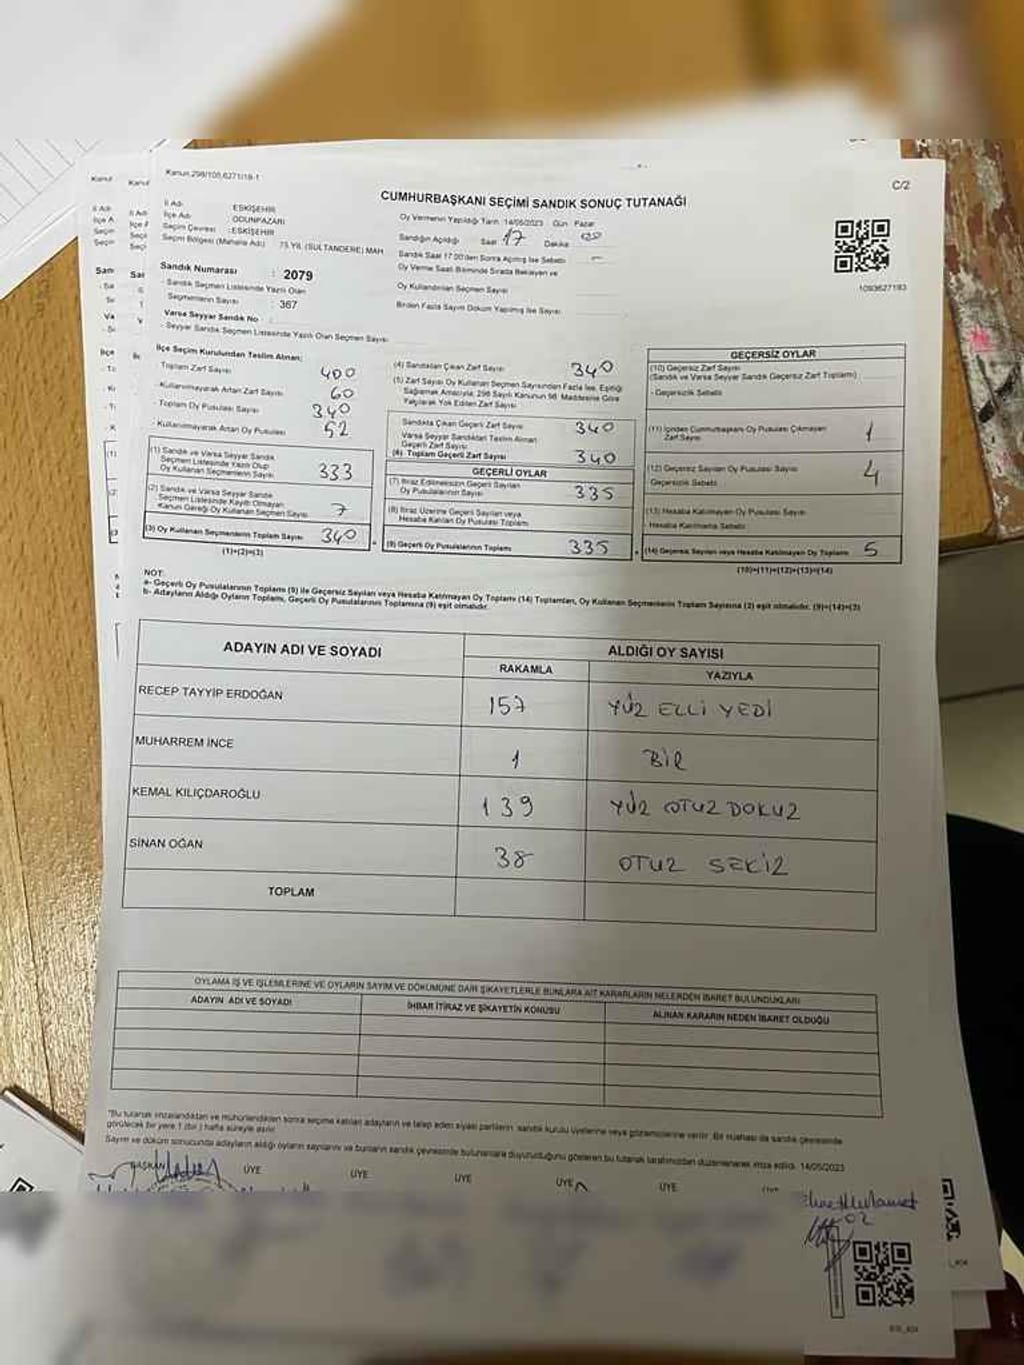 Kanun,298/105,6271/18-1
C/2
CUMHURBAŞKANI SEÇİMİ SANDIK SONUÇ TUTANAĞI
İl Adı : ESKİŞEHİR
İlçe Adı : ODUNPAZARI
Seçim Çevresi : ESKİŞEHİR
Seçim Bölgesi (Mahalle Adı) : 75.YIL (SULTANDERE) MAH
Oy Vermenin Yapıldığı Tarih: 14/05/2023 Gün: Pazar
Sandığın Açıldığı Saat 17 Dakika
Sandık Saat 17.00'den Sonra Açılmış İse Sebebi
Oy Verme Saati Bitiminde Sırada Bekleyen ve
Oy Kullandırılan Seçmen Sayısı
Birden Fazla Sayım Döküm Yapılmış İse Sayısı
1093627193
Sandık Numarası : 2079
- Sandık Seçmen Listesinde Yazılı Olan
Seçmenlerin Sayısı : 367
Varsa Seyyar Sandık No :
- Seyyar Sandık Seçmen Listesinde Yazılı Olan Seçmen Sayısı
İlçe Seçim Kurulundan Teslim Alınan;
- Toplam Zarf Sayısı 400
- Kullanılmayarak Artan Zarf Sayısı 60
- Toplam Oy Pusulası Sayısı 340
- Kullanılmayarak Artan Oy Pusulası 52
(1) Sandık ve Varsa Seyyar Sandık
Seçmen Listesinde Yazılı Olup
Oy Kullanan Seçmenlerin Sayısı 333
(2) Sandık ve Varsa Seyyar Sandık
Seçmen Listesinde Kayıtlı Olmayan
Kanun Gereği Oy Kullanan Seçmen Sayısı 7
(3) Oy Kullanan Seçmenlerin Toplam Sayısı 340
(1)+(2)=(3)
(4) Sandıktan Çıkan Zarf Sayısı 340
(5) Zarf Sayısı Oy Kullanan Seçmen Sayısından Fazla İse, Eşitliği
Sağlamak Amacıyla; 298 Sayılı Kanunun 98. Maddesine Göre
Yakılarak Yok Edilen Zarf Sayısı
Sandıkta Çıkan Geçerli Zarf Sayısı 340
Varsa Seyyar Sandıktan Teslim Alınan
Geçerli Zarf Sayısı
(6) Toplam Geçerli Zarf Sayısı 340
GEÇERLİ OYLAR
(7) İtiraz Edilmeksizin Geçerli Sayılan
Oy Pusulalarının Sayısı 335
(8) İtiraz Üzerine Geçerli Sayılan veya
Hesaba Katılan Oy Pusulası Toplamı
(9) Geçerli Oy Pusulalarının Toplamı 335
GEÇERSİZ OYLAR
(10) Geçersiz Zarf Sayısı
(Sandık ve Varsa Seyyar Sandık Geçersiz Zarf Toplamı)
- Geçersizlik Sebebi
(11) İçinden Cumhurbaşkanı Oy Pusulası Çıkmayan
Zarf Sayısı 1
(12) Geçersiz Sayılan Oy Pusulası Sayısı 4
Geçersizlik Sebebi
(13) Hesaba Katılmayan Oy Pusulası Sayısı
- Hesaba Katılmama Sebebi
(14) Geçersiz Sayılan veya Hesaba Katılmayan Oy Toplamı 5
(10)+(11)+(12)+(13)=(14)
NOT:
a- Geçerli Oy Pusulalarının Toplamı (9) ile Geçersiz Sayılan veya Hesaba Katılmayan Oy Toplamı (14) Toplamları, Oy Kullanan Seçmenlerin Toplam Sayısına (3) eşit olmalıdır. (9)+(14)=(3)
b- Adayların Aldığı Oyların Toplamı, Geçerli Oy Pusulalarının Toplamına (9) eşit olmalıdır.
ADAYIN ADI VE SOYADI ALDIĞI OY SAYISI
RAKAMLA YAZIYLA
RECEP TAYYİP ERDOĞAN 157 YÜZ ELLİ YEDİ
MUHARREM İNCE 1 BİR
KEMAL KILIÇDAROĞLU 139 YÜZ OTUZ DOKUZ
SİNAN OĞAN 38 OTUZ SEKİZ
TOPLAM
OYLAMA İŞ VE İŞLEMLERİNE VE OYLARIN SAYIM VE DÖKÜMÜNE DAİR ŞİKAYETLERLE BUNLARA AİT KARARLARIN NELERDEN İBARET BULUNDUKLARI
ADAYIN ADI VE SOYADI İHBAR İTİRAZ VE ŞİKAYETİN KONUSU ALINAN KARARIN NEDEN İBARET OLDUĞU
"Bu tutanak imzalandıktan ve mühürlendikten sonra seçime katılan adayların ve talep eden siyasi partilerin sandık kurulu üyelerine veya gözlemcilerine verilir. Bir nüshası da sandık çevresinde
görülecek bir yere 1 (bir ) hafta süreyle asılır.
Sayım ve döküm sonucunda adayların aldığı oyların sayılarını ve bunların sandık çevresinde bulunanlara duyurulduğunu gösteren bu tutanak tarafımızdan düzenlenerek imza edildi. 14/05/2023
BAŞKAN ÜYE ÜYE ÜYE ÜYE ÜYE